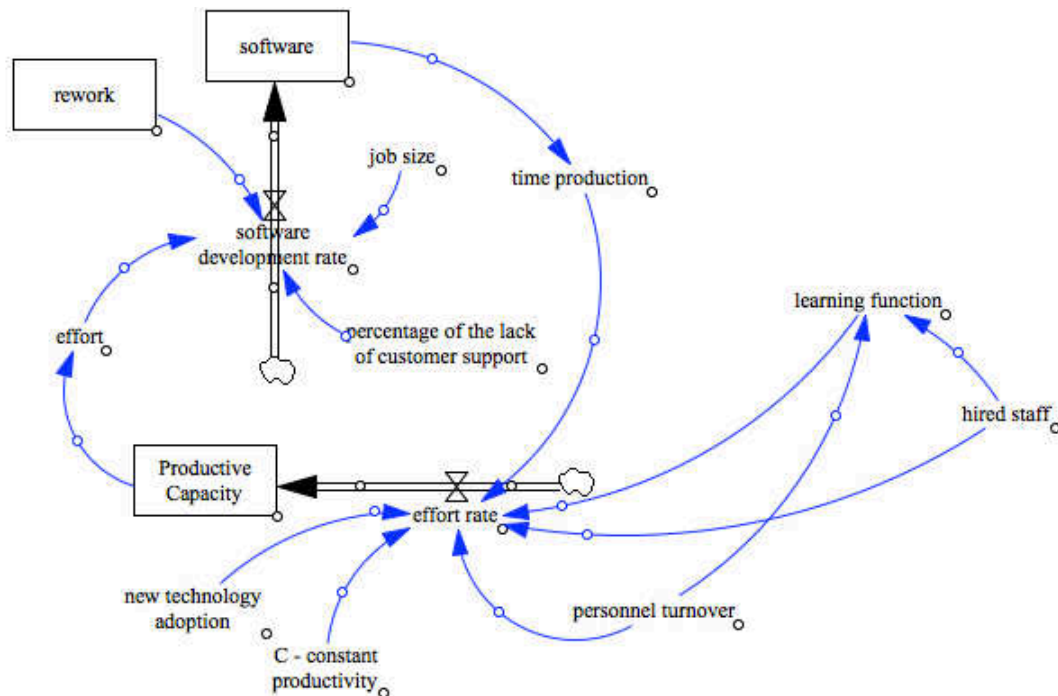 software
rework
job size
time production
software
development rate
learning function
effort
percentage of the lack
of customer support
hired staff
Productive
Capacity
effort rate
new technology
adoption
personnel turnover
C - constant
productivity